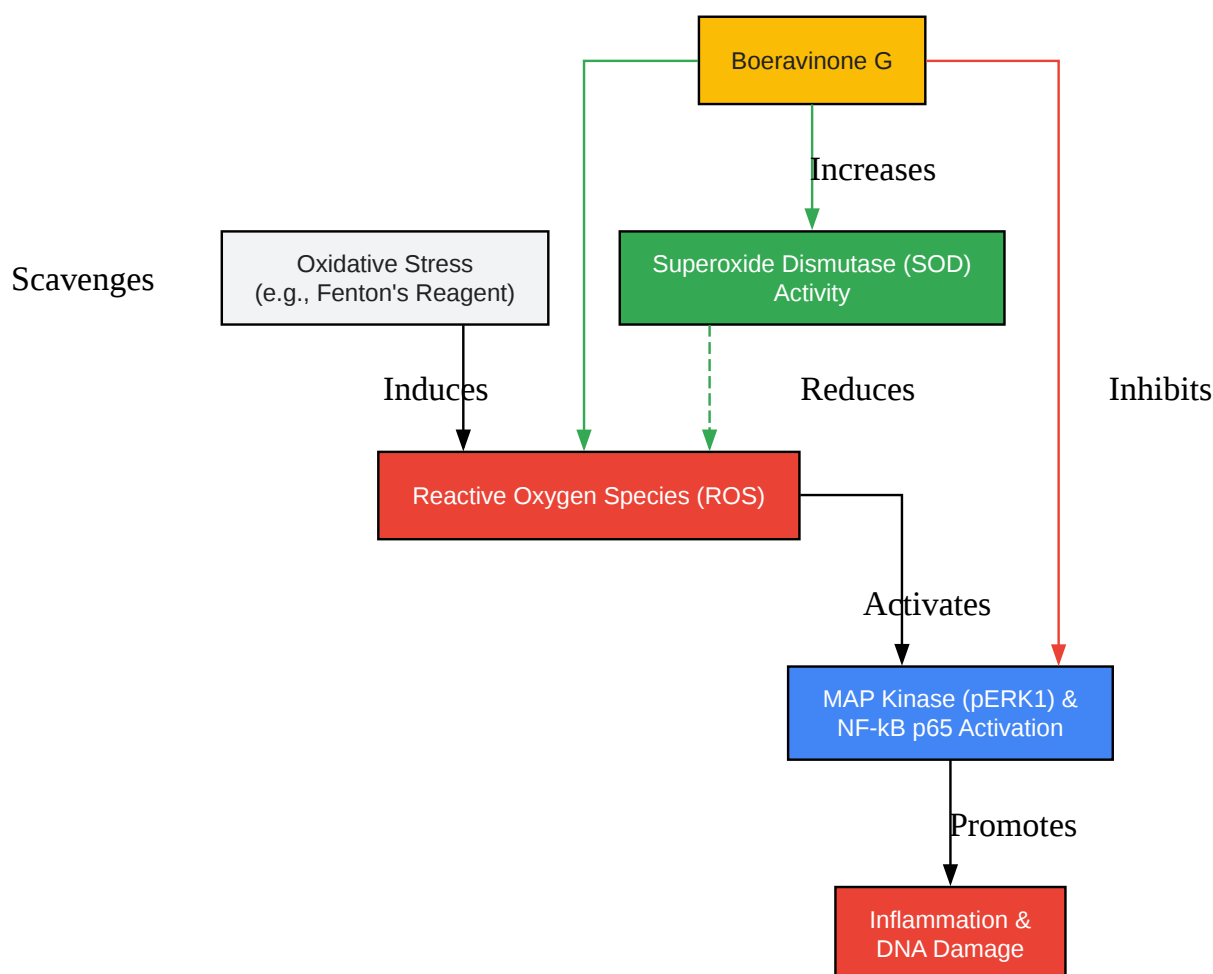 Boeravinone G
Increases
Scavenges
Oxidative Stress
(e.g., Fenton's Reagent)
Superoxide Dismutase (SOD)
Activity
Induces
Reduces
Inhibits
Reactive Oxygen Species (ROS)
Activates
MAP Kinase (pERK1) &
NF-kB p65 Activation
Promotes
Inflammation &
DNA Damage